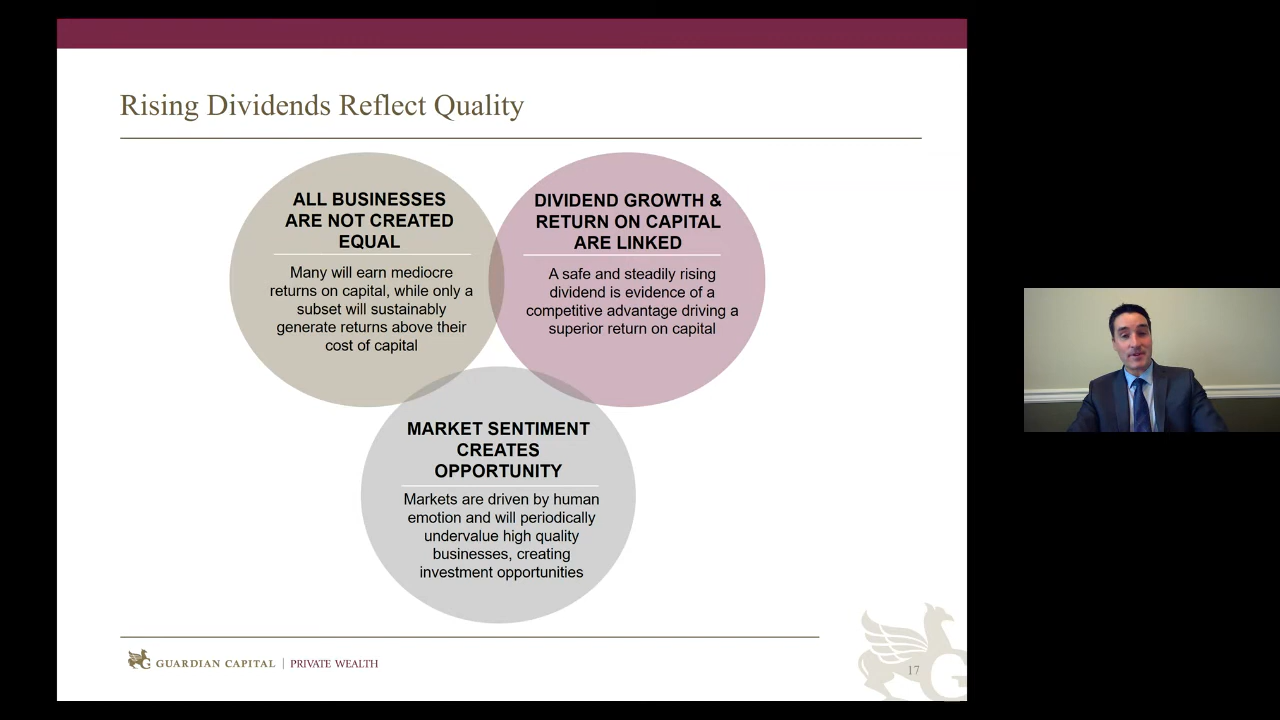 Rising Dividends Reflect Quality
ALL BUSINESSES
ARE NOT CREATED
EQUAL
Many will earn mediocre
returns on capital, while only a
subset will sustainably
generate returns above their
cost of capital
DIVIDEND GROWTH &
RETURN ON CAPITAL
ARE LINKED
A safe and steadily rising
dividend is evidence of a
competitive advantage driving a
superior return on capital
MARKET SENTIMENT
CREATES
OPPORTUNITY
Markets are driven by human
emotion and will periodically
undervalue high quality
businesses, creating
investment opportunities
GUARDIAN CAPITAL | PRIVATE WEALTH
17